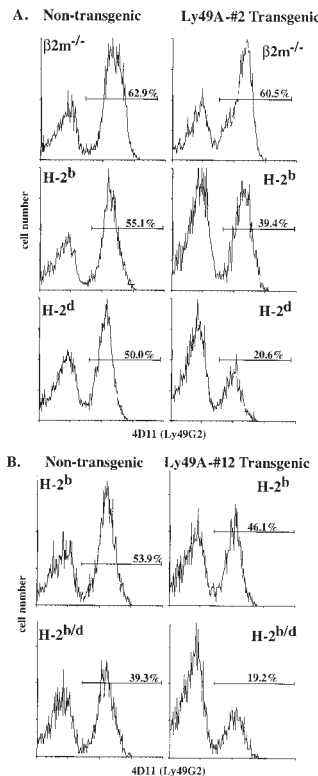 A. Non-transgenic Ly49A-#2 Transgenic
β2m-/- β2m-/-
62.9% 60.5%
H-2b H-2b
55.1% 39.4%
cell number
H-2d H-2d
50.0% 20.6%
4D11 (Ly49G2)
B. Non-transgenic Ly49A-#12 Transgenic
H-2b H-2b
53.9% 46.1%
cell number
H-2b/d H-2b/d
39.3% 19.2%
4D11 (Ly49G2)